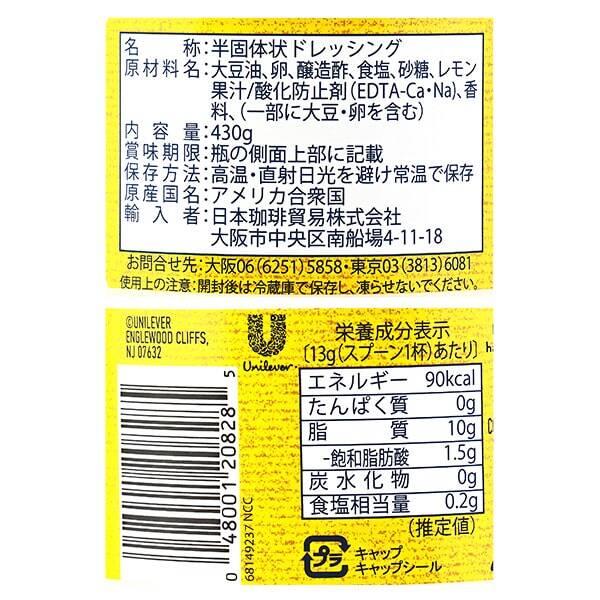 名称:半固体状ドレッシング
原材料名:大豆油、卵、醸造酢、食塩、砂糖、レモン
果汁/酸化防止剤(EDTA-Ca・Na)、香
料、(一部に大豆・卵を含む)
内容量:430g
賞味期限:瓶の側面上部に記載
保存方法:高温・直射日光を避け常温で保存
原産国名:アメリカ合衆国
輸入者:日本珈琲貿易株式会社
大阪市中央区南船場4-11-18
お問合せ先:大阪06(6251)5858・東京03(3813)6081
使用上の注意:開封後は冷蔵庫で保存し、凍らせないでください。
©UNILEVER
ENGLEWOOD CLIFFS,
NJ 07632
Unilever
0 48001 20828 5
68149237 NCC
栄養成分表示
〔13g(スプーン1杯)あたり〕
エネルギー 90kcal
たんぱく質 0g
脂質 10g
-飽和脂肪酸 1.5g
炭水化物 0g
食塩相当量 0.2g
(推定値)
プラ
キャップ
キャップシール